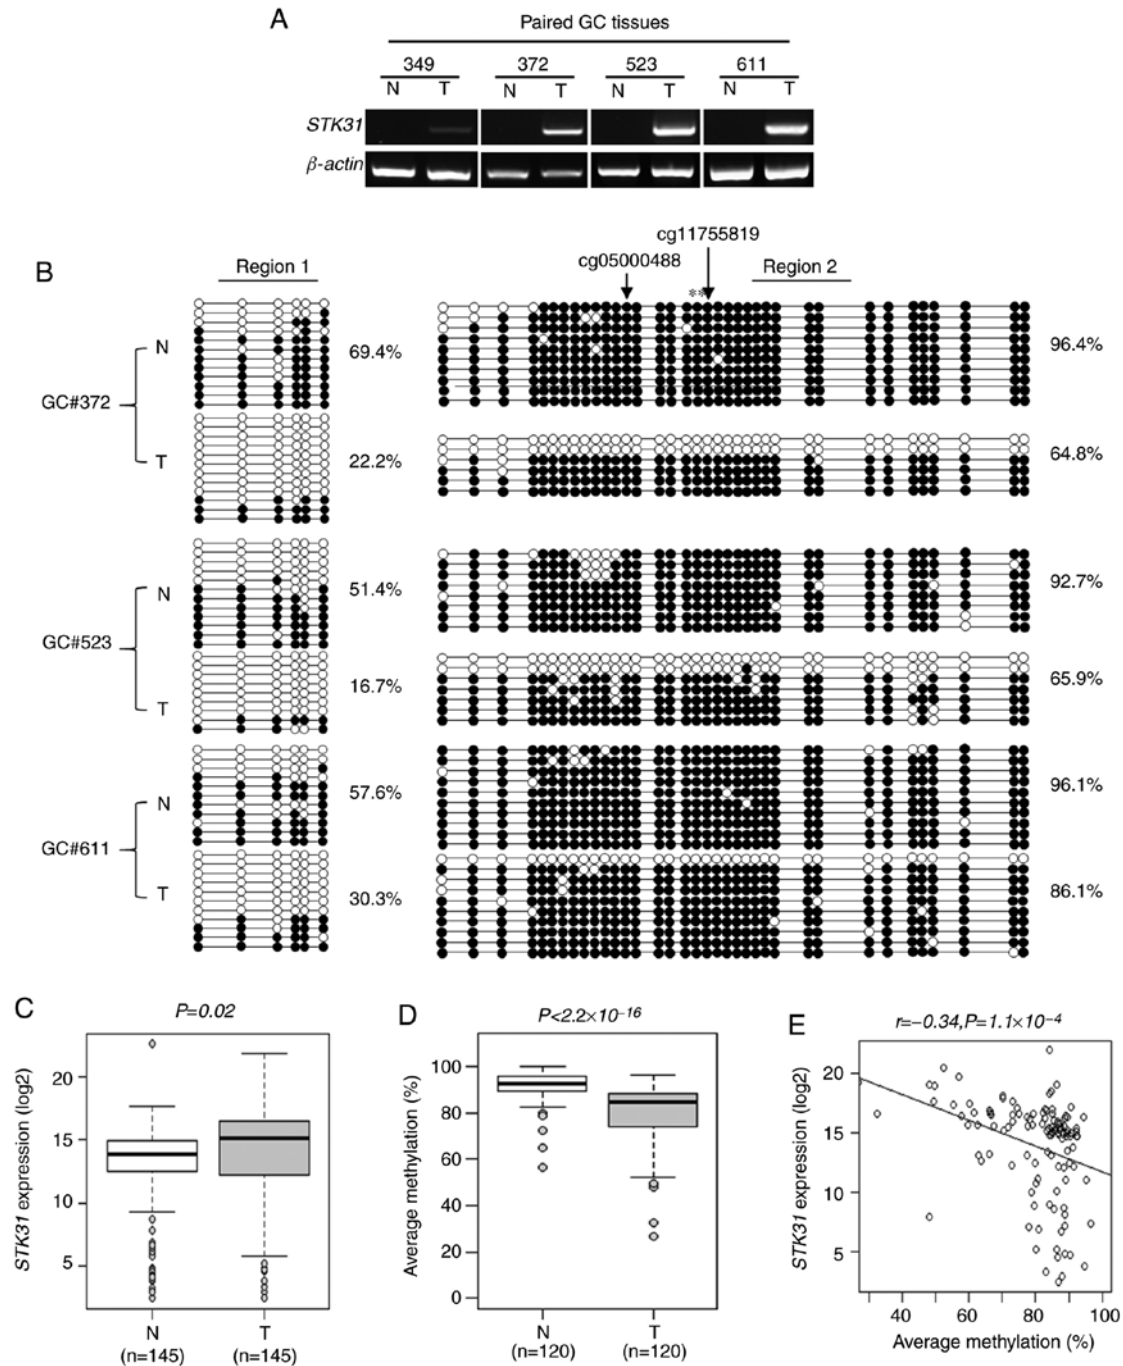 A
Paired GC tissues
349 372 523 611
N T N T N T N T
STK31
β-actin
B
Region 1
cg05000488
cg11755819
**
Region 2
GC#372
N
69.4%
96.4%
T
22.2%
64.8%
GC#523
N
51.4%
92.7%
T
16.7%
65.9%
GC#611
N
57.6%
96.1%
T
30.3%
86.1%
C
P=0.02
STK31 expression (log2)
20
15
10
5
N T
(n=145) (n=145)
D
P<2.2×10⁻¹⁶
Average methylation (%)
100
80
60
40
20
0
N T
(n=120) (n=120)
E
r=−0.34,P=1.1×10⁻⁴
STK31 expression (log2)
20
15
10
5
40 60 80 100
Average methylation (%)